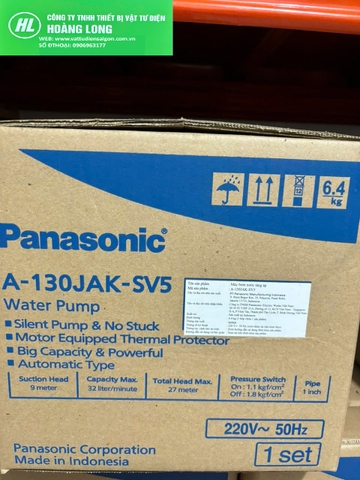 HL
CÔNG TY TNHH THIẾT BỊ VẬT TƯ ĐIỆN
HOÀNG LONG
WEB: www.vattudiensaigon.com.vn
SỐ ĐTHOẠI: 0906963177
6.4
kg
Panasonic
A-130JAK-SV5
Water Pump
Silent Pump & No Stuck
Motor Equipped Thermal Protector
Big Capacity & Powerful
Automatic Type
Suction Head
9 meter
Capacity Max.
32 liter/minute
Total Head Max.
27 meter
Pressure Switch
On : 1.1 kgf/cm²
Off : 1.8 kgf/cm²
Pipe
1 inch
220V~ 50Hz
1 set
Panasonic Corporation
Made in Indonesia